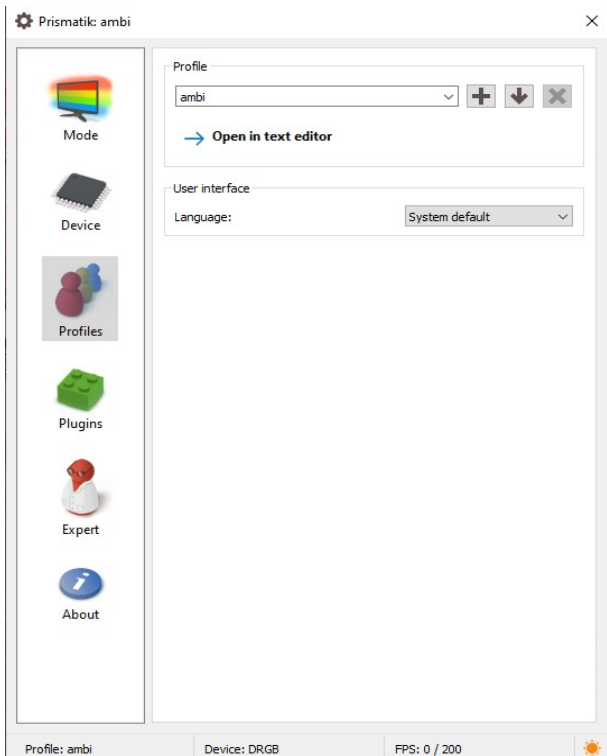 Prismatik: ambi
Mode
Device
Profiles
Plugins
Expert
About
Profile
ambi
Open in text editor
User interface
Language: System default
Profile: ambi Device: DRGB FPS: 0 / 200